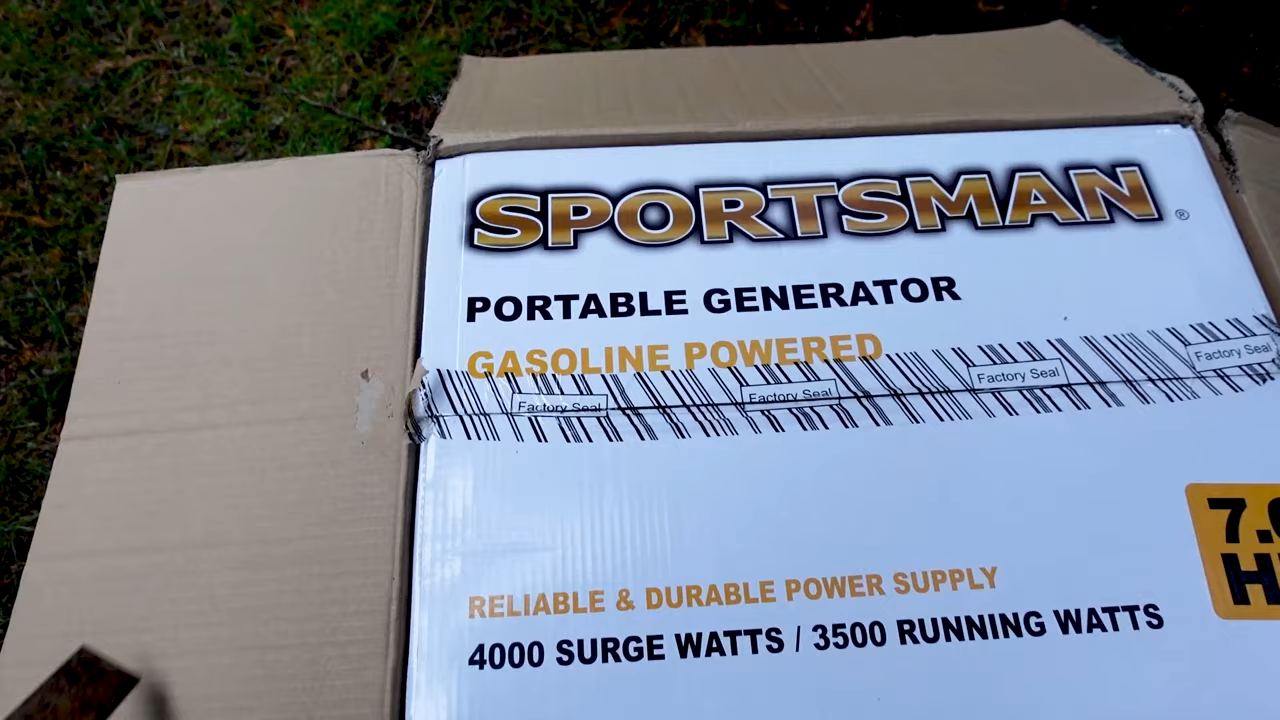 SPORTSMAN®
PORTABLE GENERATOR
GASOLINE POWERED
Factory Seal Factory Seal Factory Seal Factory Seal
RELIABLE & DURABLE POWER SUPPLY
4000 SURGE WATTS / 3500 RUNNING WATTS